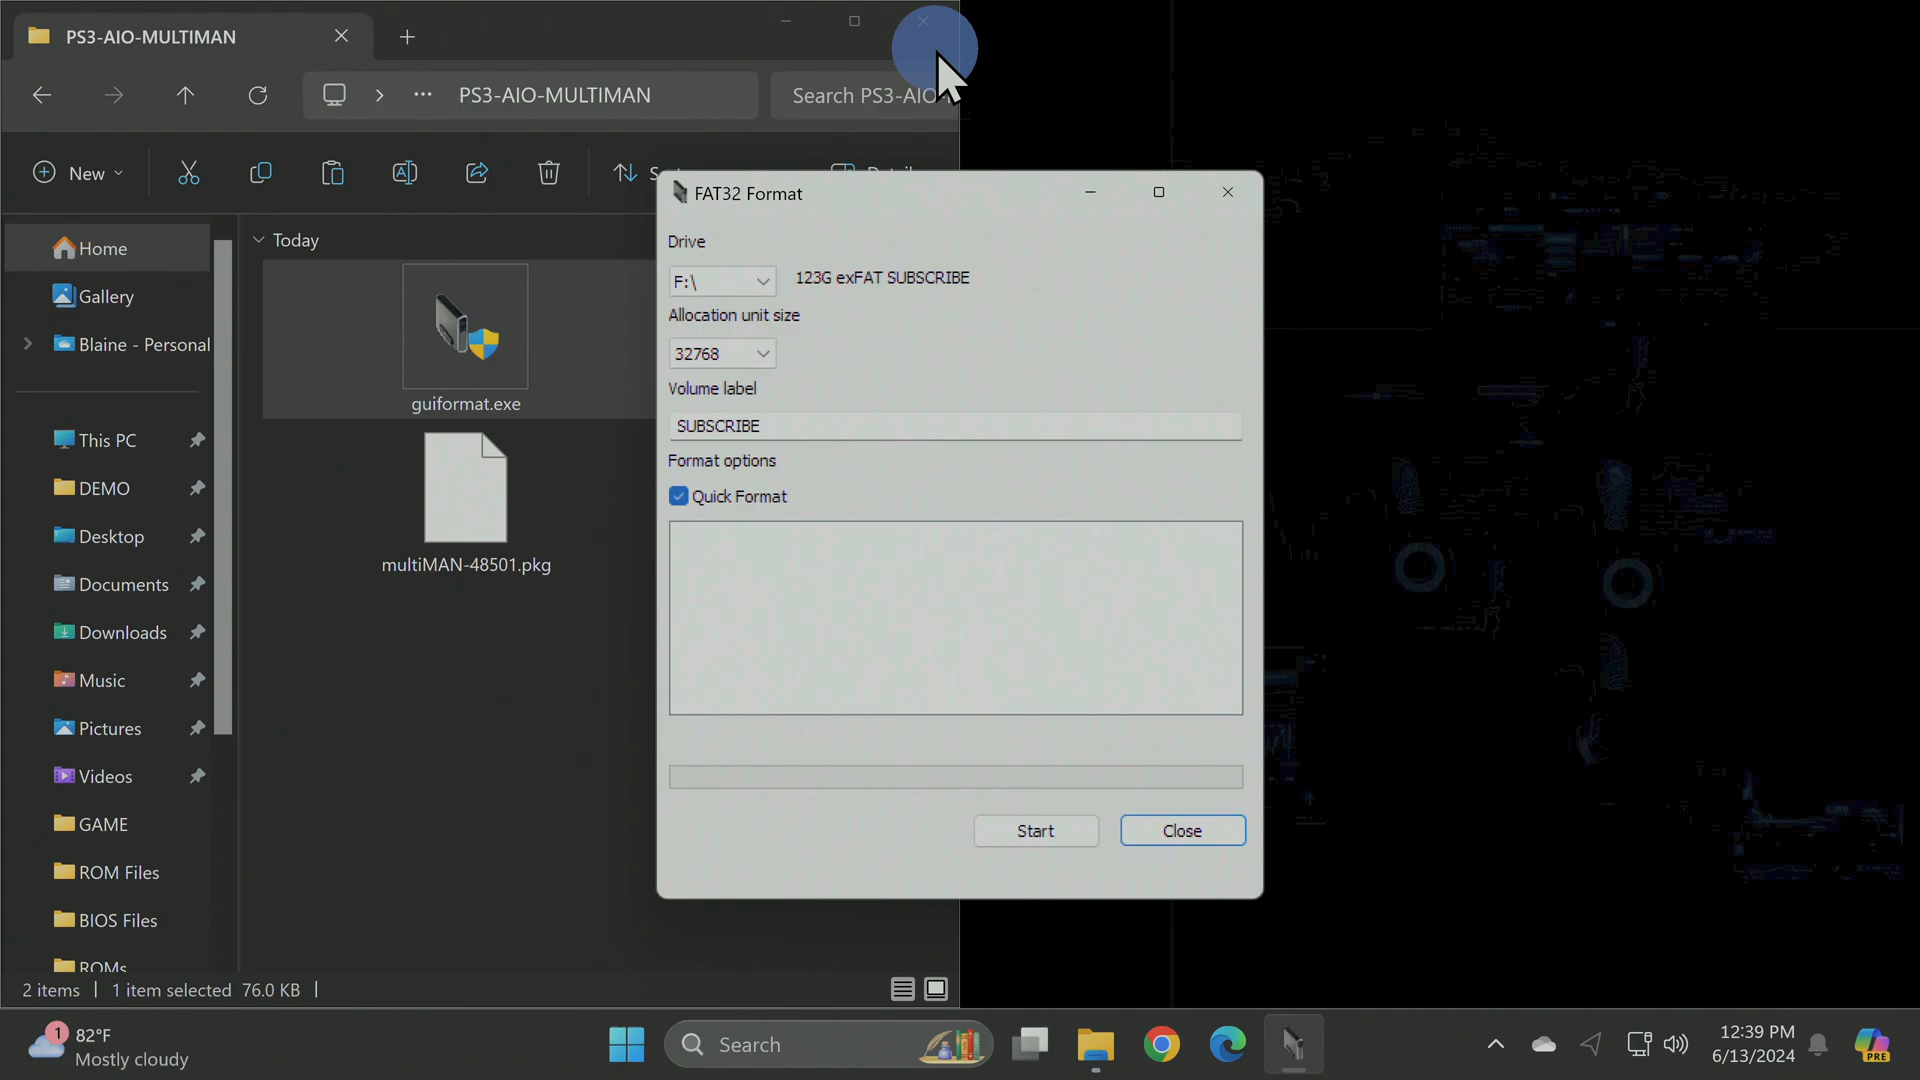 PS3-AIO-MULTIMAN
PS3-AIO-MULTIMAN
Search PS3-AIO
New
FAT32 Format
Home
Gallery
Blaine - Personal
This PC
DEMO
Desktop
Documents
Downloads
Music
Pictures
Videos
GAME
ROM Files
BIOS Files
ROMs
Today
guiformat.exe
multiMAN-48501.pkg
Drive
F:\
123G exFAT SUBSCRIBE
Allocation unit size
32768
Volume label
SUBSCRIBE
Format options
Quick Format
Start
Close
2 items
1 item selected 76.0 KB
1
82°F
Mostly cloudy
Search
12:39 PM
6/13/2024
PRE